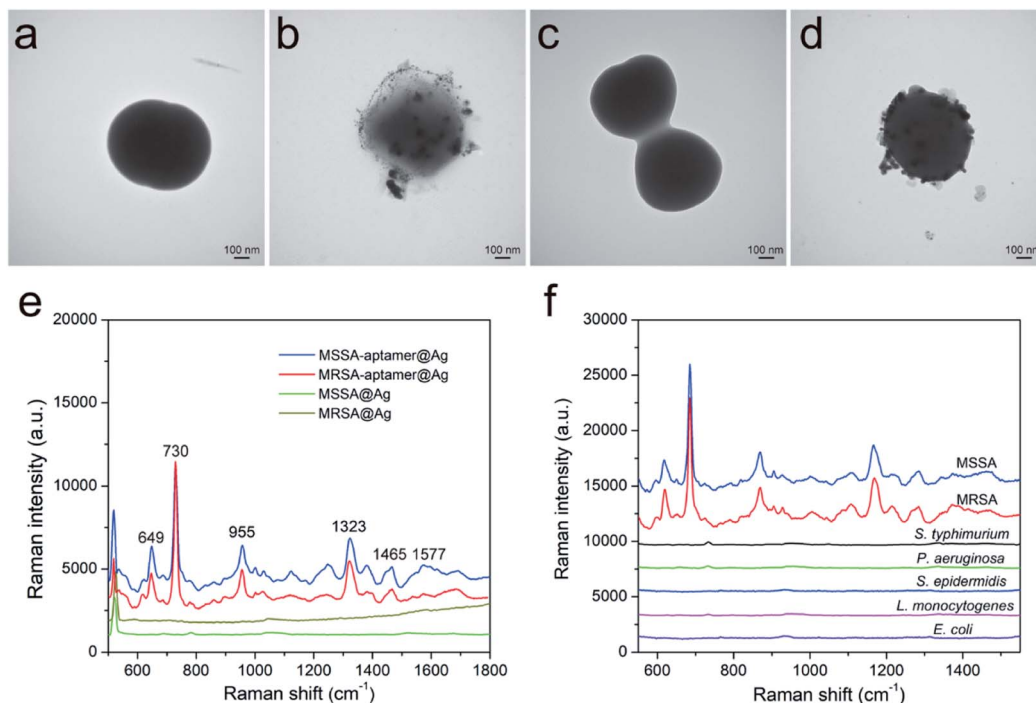 a
b
c
d
100 nm
100 nm
100 nm
100 nm
e
20000
15000
10000
5000
0
Raman intensity (a.u.)
MSSA-aptamer@Ag
MRSA-aptamer@Ag
MSSA@Ag
MRSA@Ag
649
730
955
1323
1465
1577
600 800 1000 1200 1400 1600 1800
Raman shift (cm⁻¹)
f
30000
25000
20000
15000
10000
5000
0
Raman intensity (a.u.)
MSSA
MRSA
S. typhimurium
P. aeruginosa
S. epidermidis
L. monocytogenes
E. coli
600 800 1000 1200 1400
Raman shift (cm⁻¹)